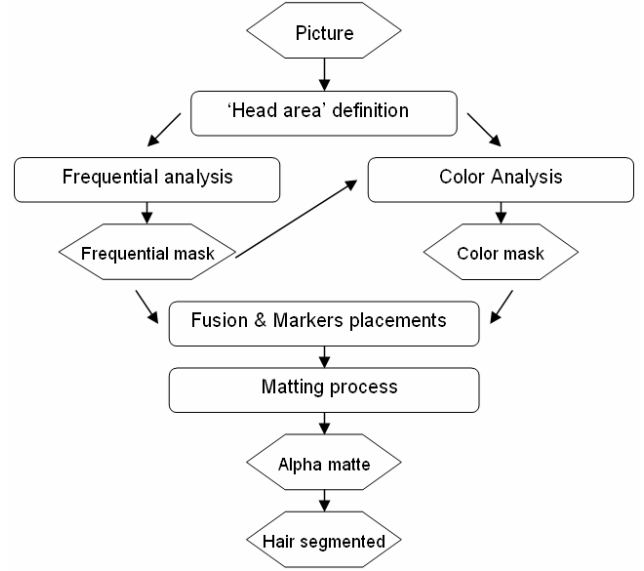 Picture
‘Head area’ definition
Frequential analysis
Color Analysis
Frequential mask
Color mask
Fusion & Markers placements
Matting process
Alpha matte
Hair segmented